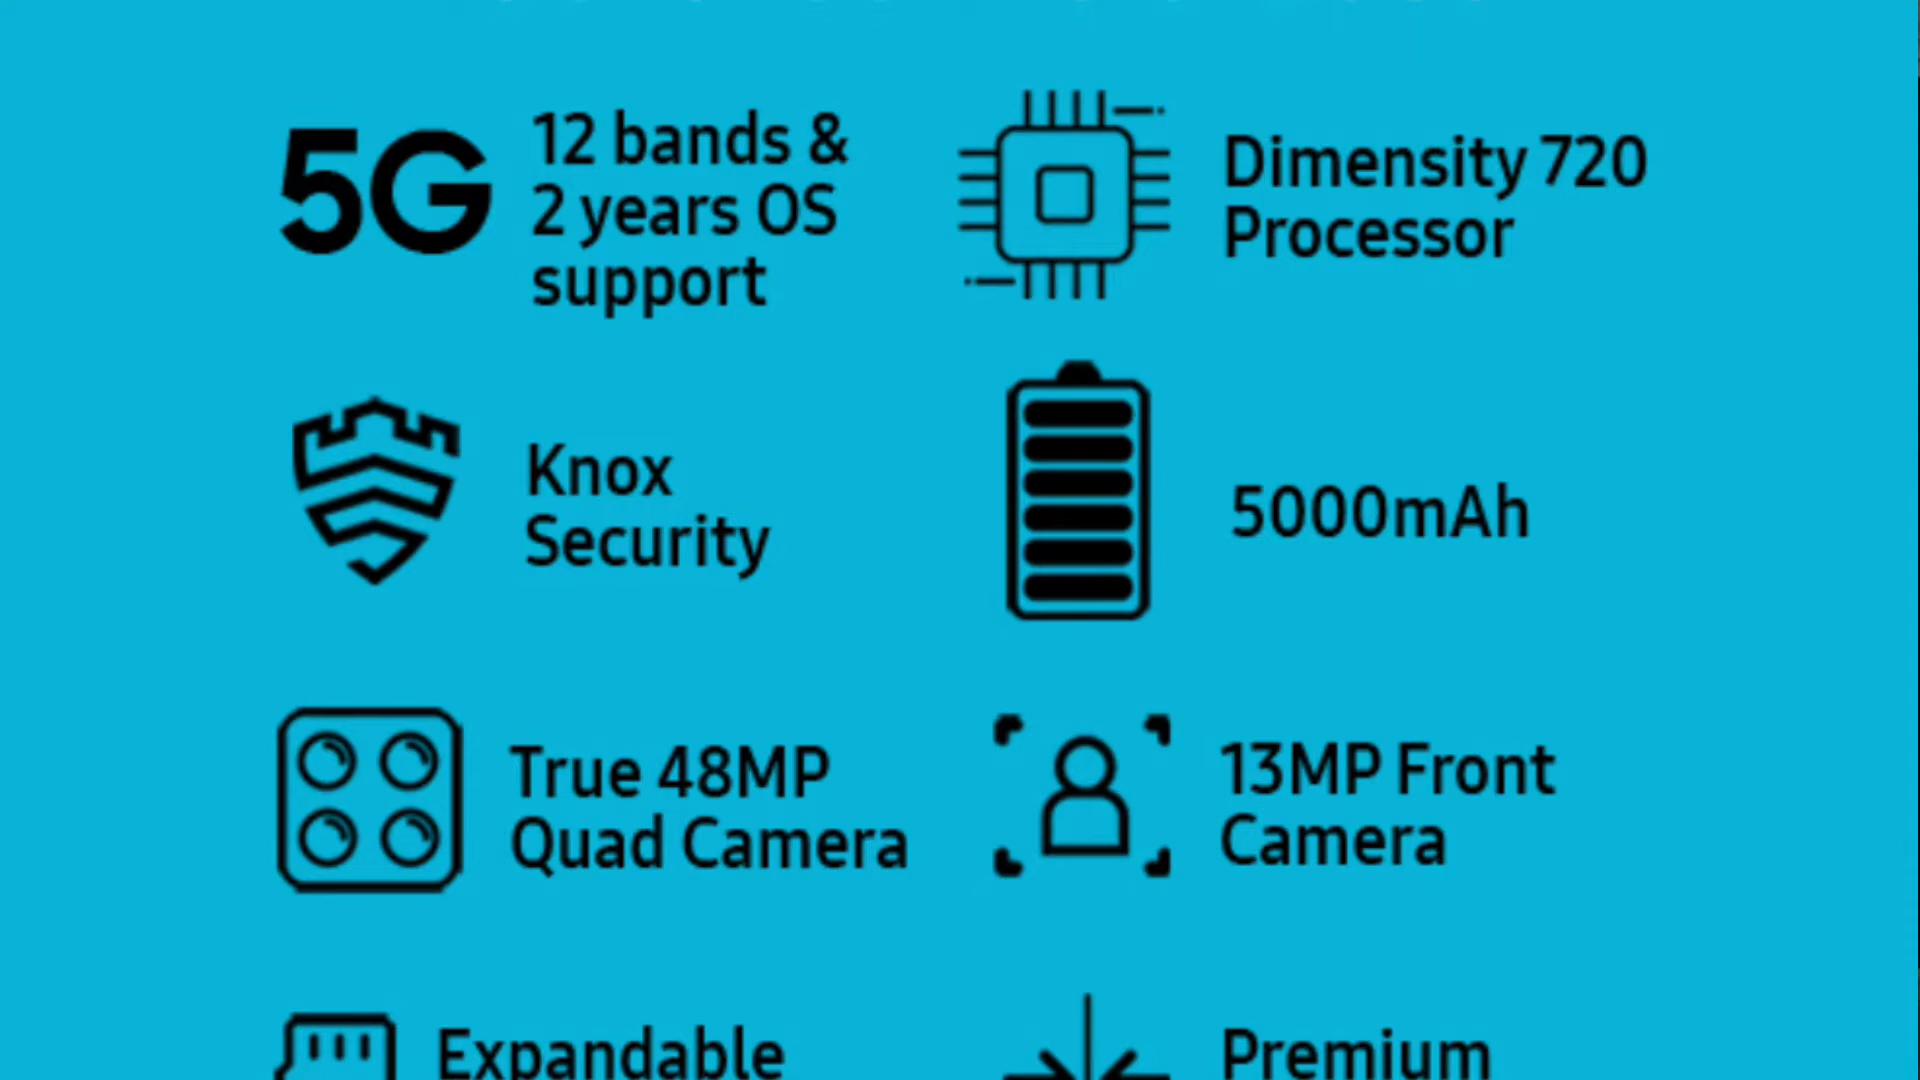 5G
12 bands &
2 years OS
support
Dimensity 720
Processor
Knox
Security
5000mAh
True 48MP
Quad Camera
13MP Front
Camera
Expandable
Premium